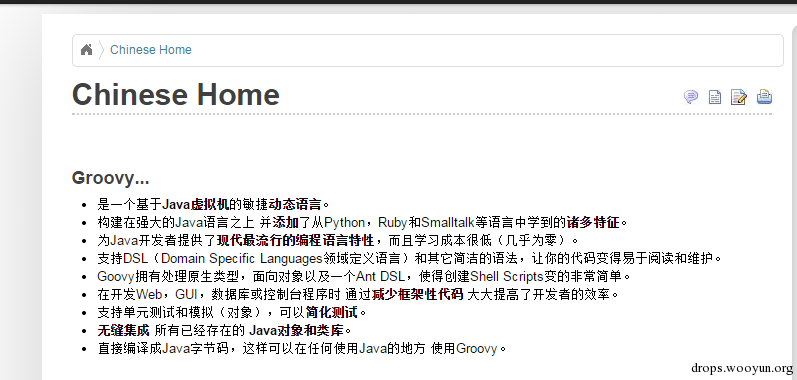 Chinese Home
Chinese Home
Groovy...
是一个基于Java虚拟机的敏捷动态语言。
构建在强大的Java语言之上 并添加了从Python，Ruby和Smalltalk等语言中学到的诸多特征。
为Java开发者提供了现代最流行的编程语言特性，而且学习成本很低（几乎为零）。
支持DSL（Domain Specific Languages领域定义语言）和其它简洁的语法，让你的代码变得易于阅读和维护。
Goovy拥有处理原生类型，面向对象以及一个Ant DSL，使得创建Shell Scripts变的非常简单。
在开发Web，GUI，数据库或控制台程序时 通过减少框架性代码 大大提高了开发者的效率。
支持单元测试和模拟（对象），可以简化测试。
无缝集成 所有已经存在的 Java对象和类库。
直接编译成Java字节码，这样可以在任何使用Java的地方 使用Groovy。
drops.wooyun.org